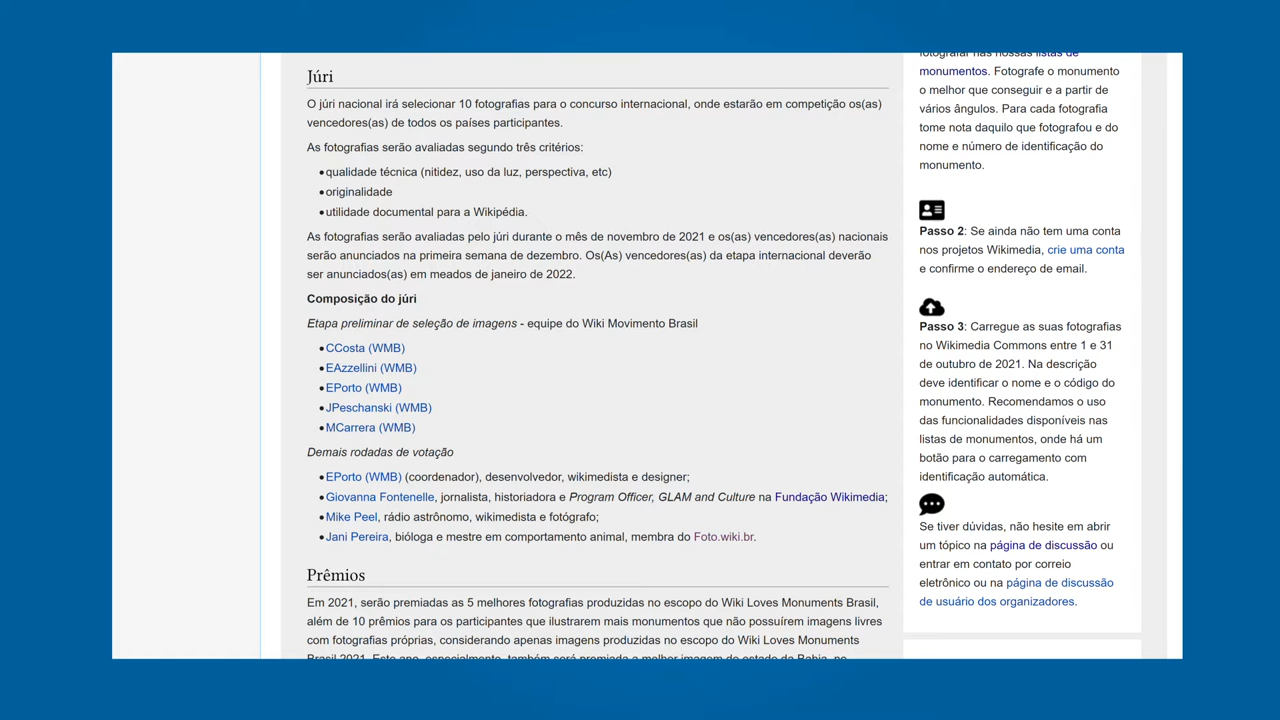 Júri
O júri nacional irá selecionar 10 fotografias para o concurso internacional, onde estarão em competição os(as)
vencedores(as) de todos os países participantes.
As fotografias serão avaliadas segundo três critérios:
•qualidade técnica (nitidez, uso da luz, perspectiva, etc)
•originalidade
•utilidade documental para a Wikipédia.
As fotografias serão avaliadas pelo júri durante o mês de novembro de 2021 e os(as) vencedores(as) nacionais
serão anunciados na primeira semana de dezembro. Os(As) vencedores(as) da etapa internacional deverão
ser anunciados(as) em meados de janeiro de 2022.
Composição do júri
Etapa preliminar de seleção de imagens - equipe do Wiki Movimento Brasil
•CCosta (WMB)
•EAzzellini (WMB)
•EPorto (WMB)
•JPeschanski (WMB)
•MCarrera (WMB)
Demais rodadas de votação
•EPorto (WMB) (coordenador), desenvolvedor, wikimedista e designer;
•Giovanna Fontenelle, jornalista, historiadora e Program Officer, GLAM and Culture na Fundação Wikimedia;
•Mike Peel, rádio astrônomo, wikimedista e fotógrafo;
•Jani Pereira, bióloga e mestre em comportamento animal, membra do Foto.wiki.br.
Prêmios
Em 2021, serão premiadas as 5 melhores fotografias produzidas no escopo do Wiki Loves Monuments Brasil,
além de 10 prêmios para os participantes que ilustrarem mais monumentos que não possuírem imagens livres
com fotografias próprias, considerando apenas imagens produzidas no escopo do Wiki Loves Monuments
Brasil 2021. Este ano, especialmente, também será premiada a melhor imagem do estado da Bahia, no
fotografar nas nossas listas de
monumentos. Fotografe o monumento
o melhor que conseguir e a partir de
vários ângulos. Para cada fotografia
tome nota daquilo que fotografou e do
nome e número de identificação do
monumento.
Passo 2: Se ainda não tem uma conta
nos projetos Wikimedia, crie uma conta
e confirme o endereço de email.
Passo 3: Carregue as suas fotografias
no Wikimedia Commons entre 1 e 31
de outubro de 2021. Na descrição
deve identificar o nome e o código do
monumento. Recomendamos o uso
das funcionalidades disponíveis nas
listas de monumentos, onde há um
botão para o carregamento com
identificação automática.
Se tiver dúvidas, não hesite em abrir
um tópico na página de discussão ou
entrar em contato por correio
eletrônico ou na página de discussão
de usuário dos organizadores.